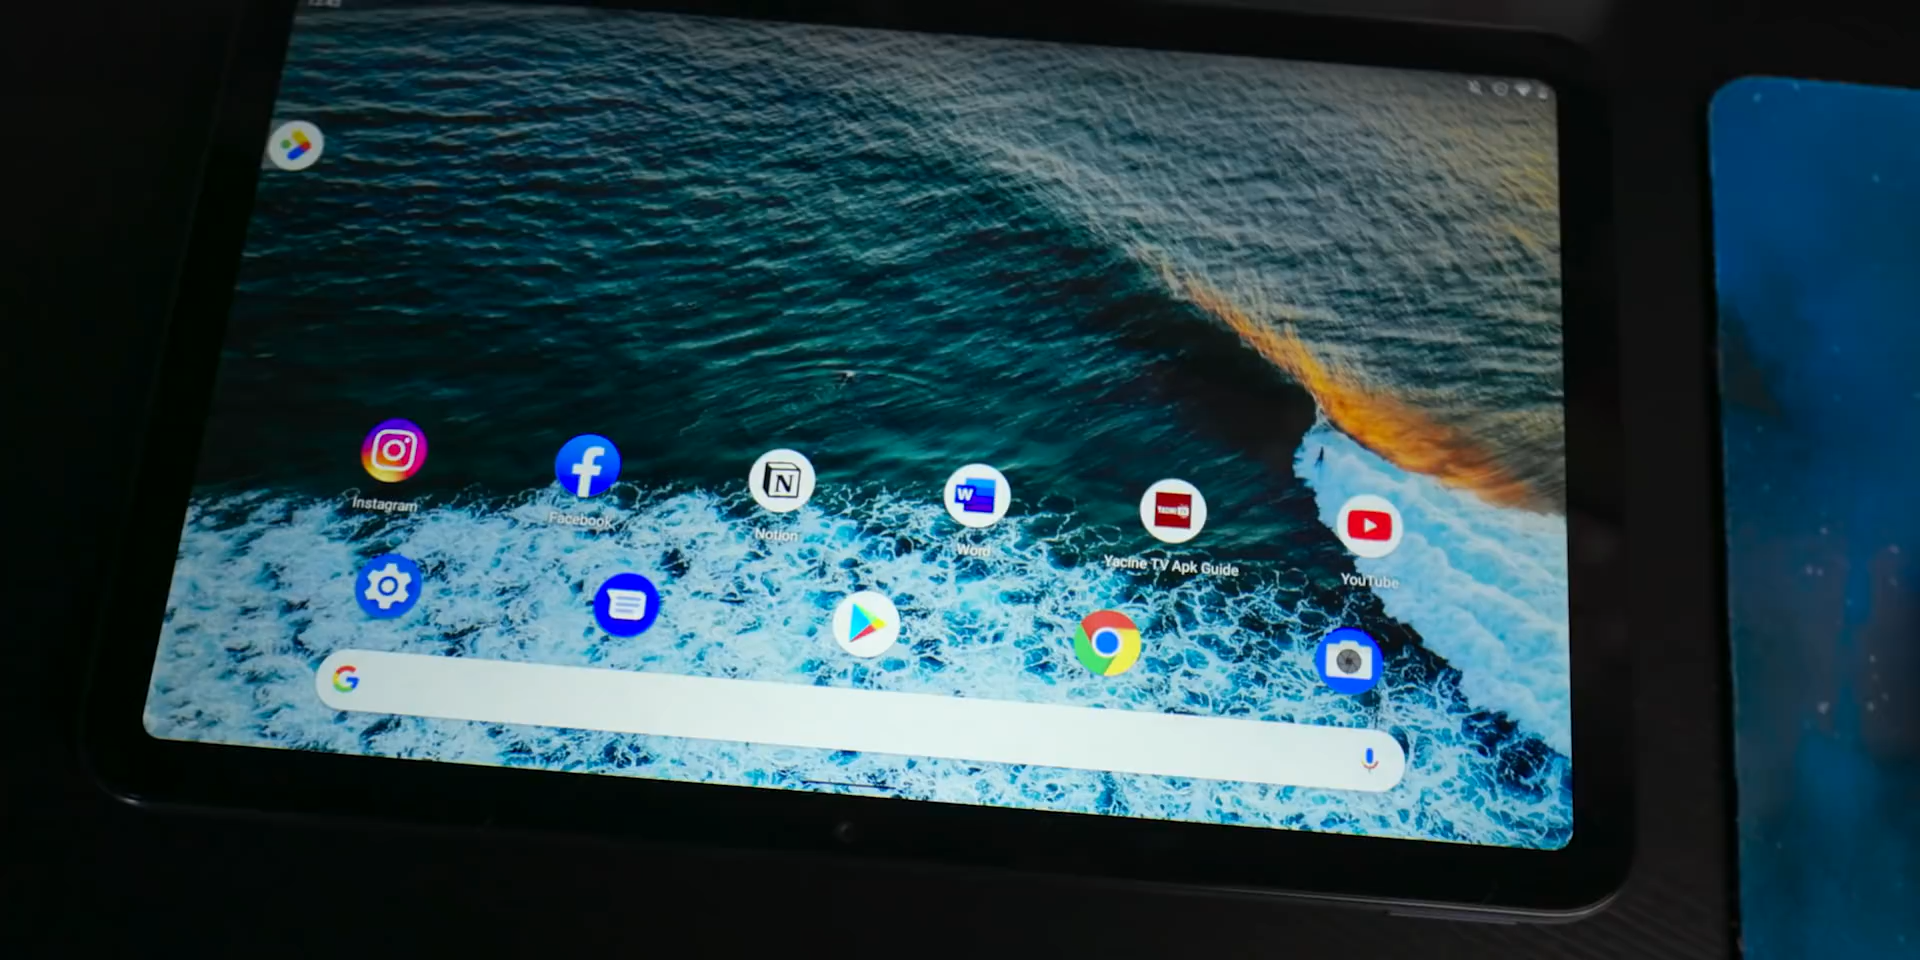 Instagram
Facebook
Notion
Word
Yacine TV Apk Guide
YouTube